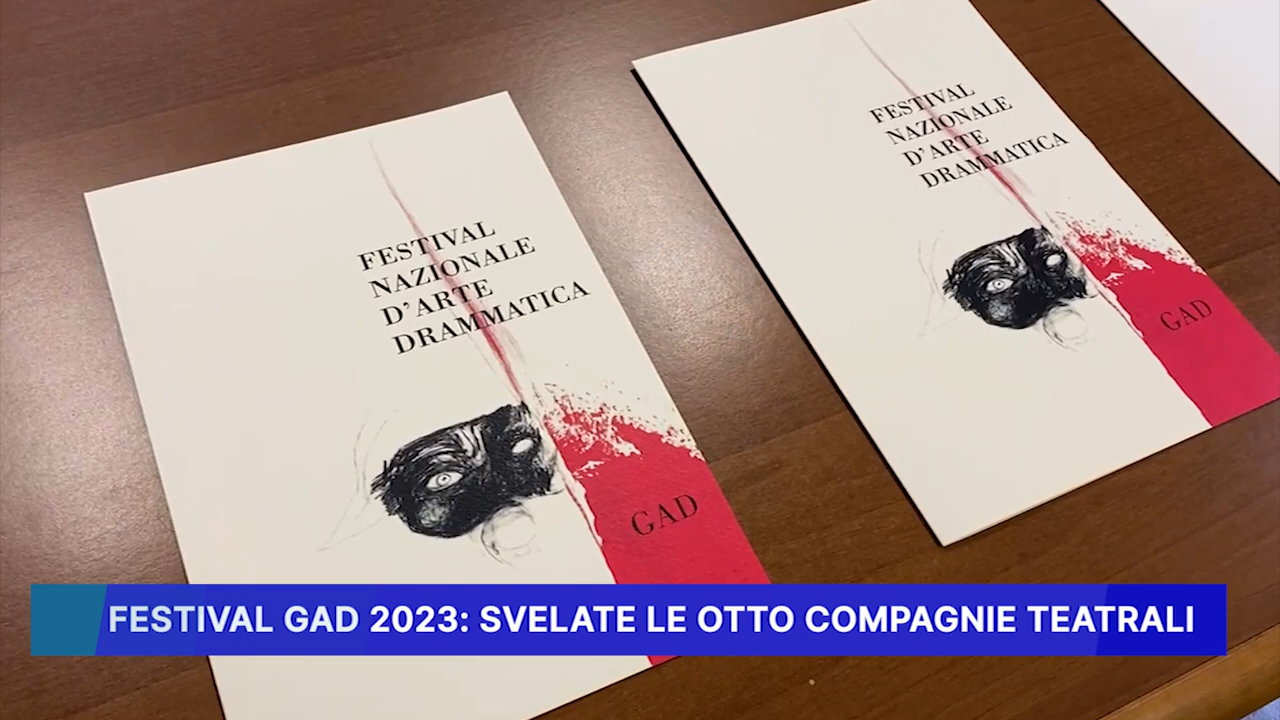 FESTIVAL
NAZIONALE
D'ARTE
DRAMMATICA
GAD
FESTIVAL
NAZIONALE
D'ARTE
DRAMMATICA
GAD
FESTIVAL GAD 2023: SVELATE LE OTTO COMPAGNIE TEATRALI